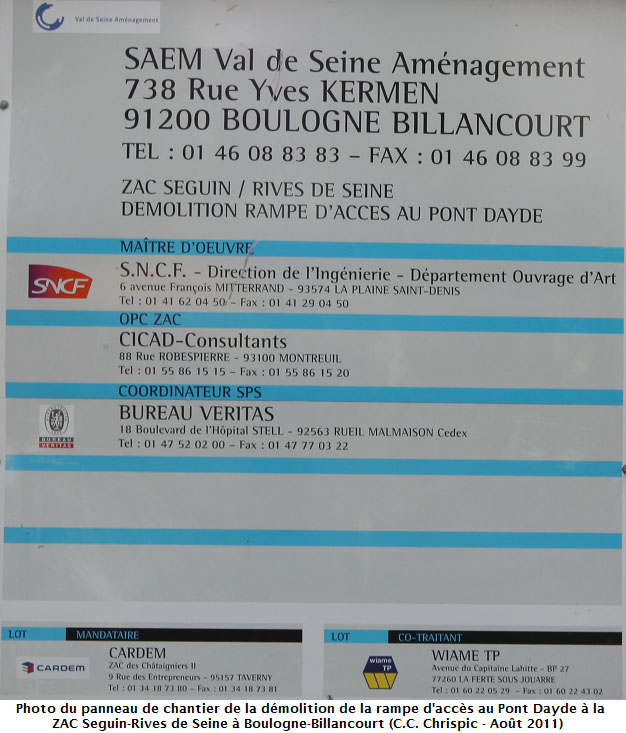 Val de Seine Aménagement
SAEM Val de Seine Aménagement
738 Rue Yves KERMEN
91200 BOULOGNE BILLANCOURT
TEL : 01 46 08 83 83 – FAX : 01 46 08 83 99
ZAC SEGUIN / RIVES DE SEINE
DEMOLITION RAMPE D'ACCES AU PONT DAYDE
MAÎTRE D'OEUVRE
SNCF
S.N.C.F. - Direction de l'Ingénierie - Département Ouvrage d'Art
6 avenue François MITTERRAND - 93574 LA PLAINE SAINT-DENIS
Tel : 01 41 62 04 50 - Fax : 01 41 29 04 50
OPC ZAC
CICAD-Consultants
88 Rue ROBESPIERRE - 93100 MONTREUIL
Tel : 01 55 86 15 15 - Fax : 01 55 86 15 20
COORDINATEUR SPS
BUREAU VERITAS
BUREAU VERITAS
18 Boulevard de l'Hôpital STELL - 92563 RUEIL MALMAISON Cedex
Tel : 01 47 52 02 00 - Fax : 01 47 77 03 22
LOT MANDATAIRE
CARDEM
CARDEM
ZAC des Châtaigniers II
9 Rue des Entrepreneurs - 95157 TAVERNY
Tel : 01 34 18 73 80 - Fax : 01 34 18 73 81
LOT CO-TRAITANT
wiame TP
WIAME TP
Avenue du Capitaine Lahitte - BP 27
77260 LA FERTE SOUS JOUARRE
Tel : 01 60 22 05 29 - Fax : 01 60 22 43 02
Photo du panneau de chantier de la démolition de la rampe d'accès au Pont Dayde à la
ZAC Seguin-Rives de Seine à Boulogne-Billancourt (C.C. Chrispic - Août 2011)